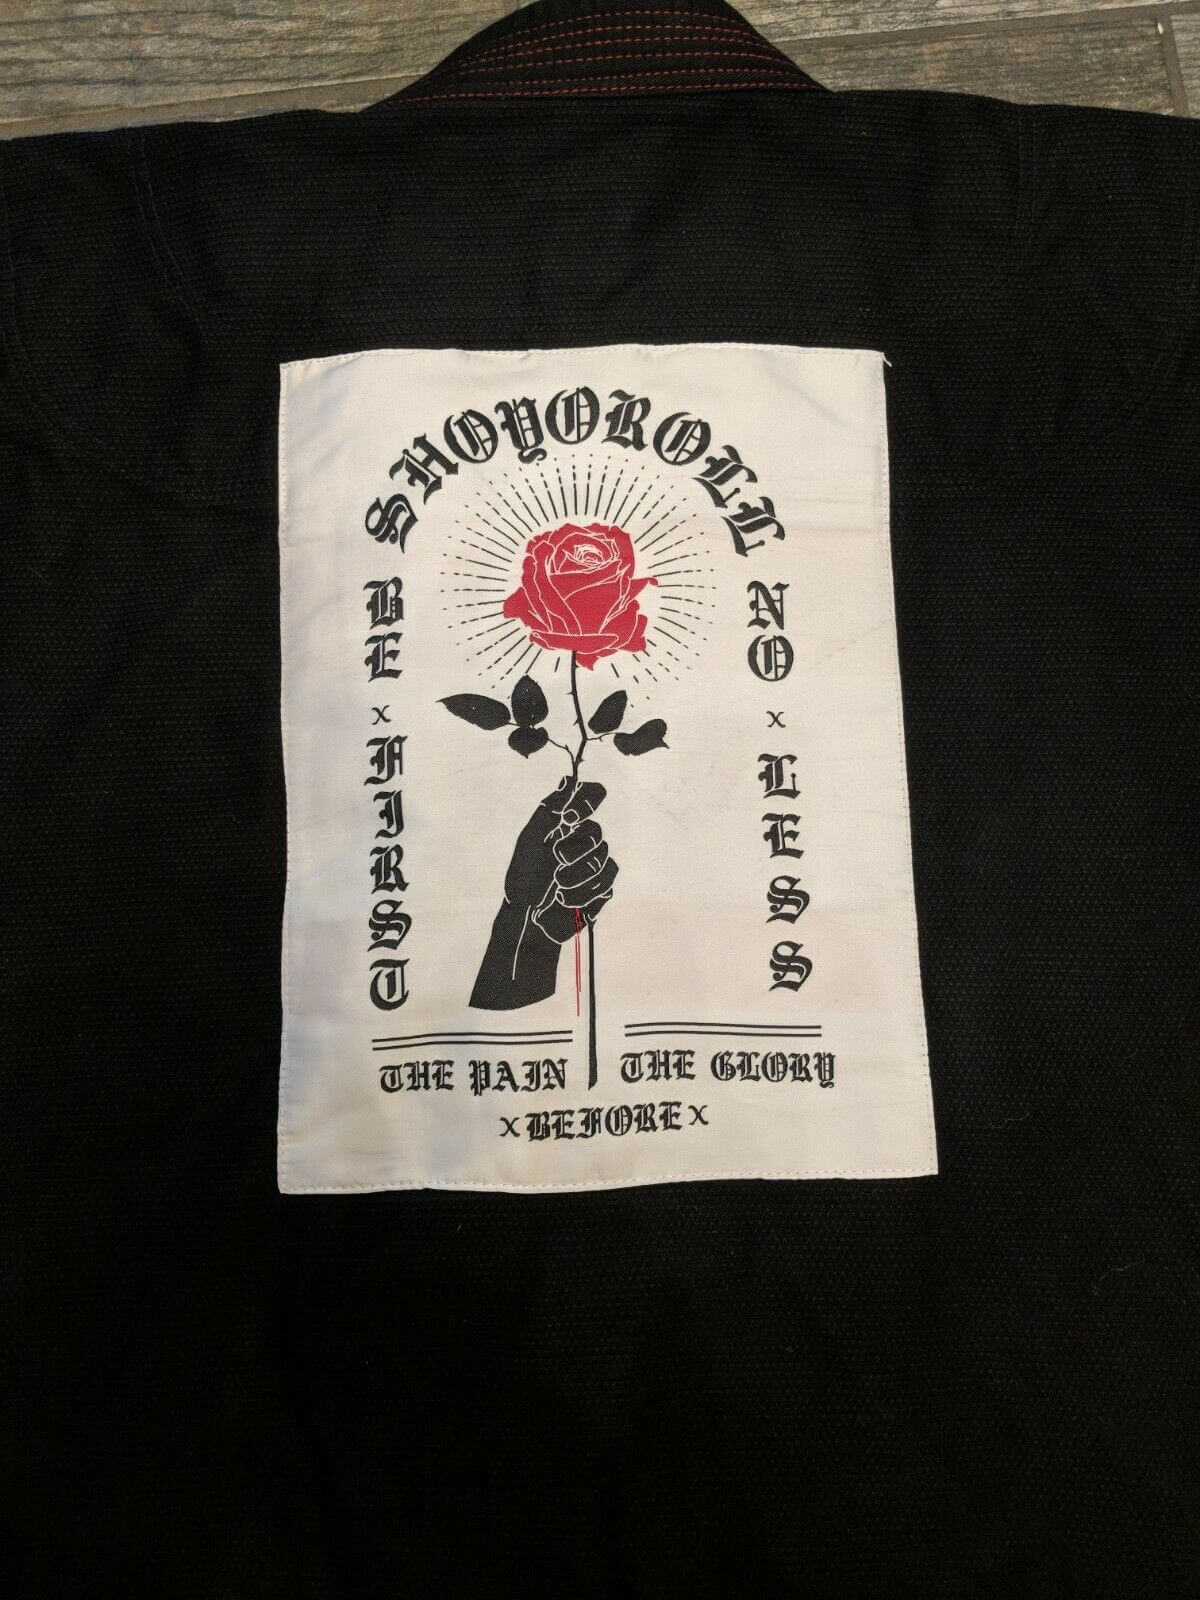 SHOYOROLL
BE x FIRST
NO x LESS
THE PAIN THE GLORY
x BEFORE x